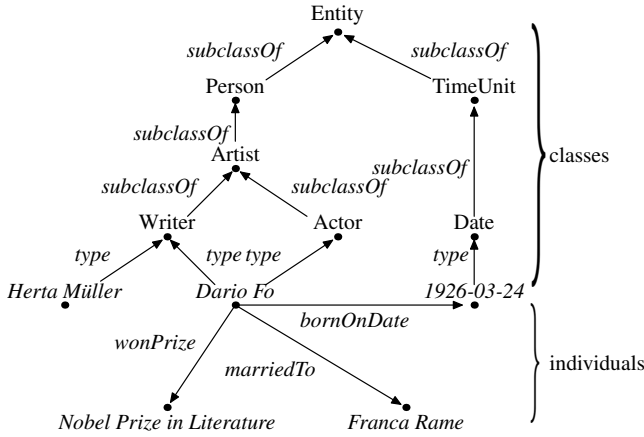 Entity
subclassOf subclassOf
Person TimeUnit
subclassOf
Artist classes
subclassOf subclassOf subclassOf
Writer Actor Date
type type type type
Herta Müller Dario Fo 1926-03-24
bornOnDate
wonPrize
marriedTo individuals
Nobel Prize in Literature Franca Rame